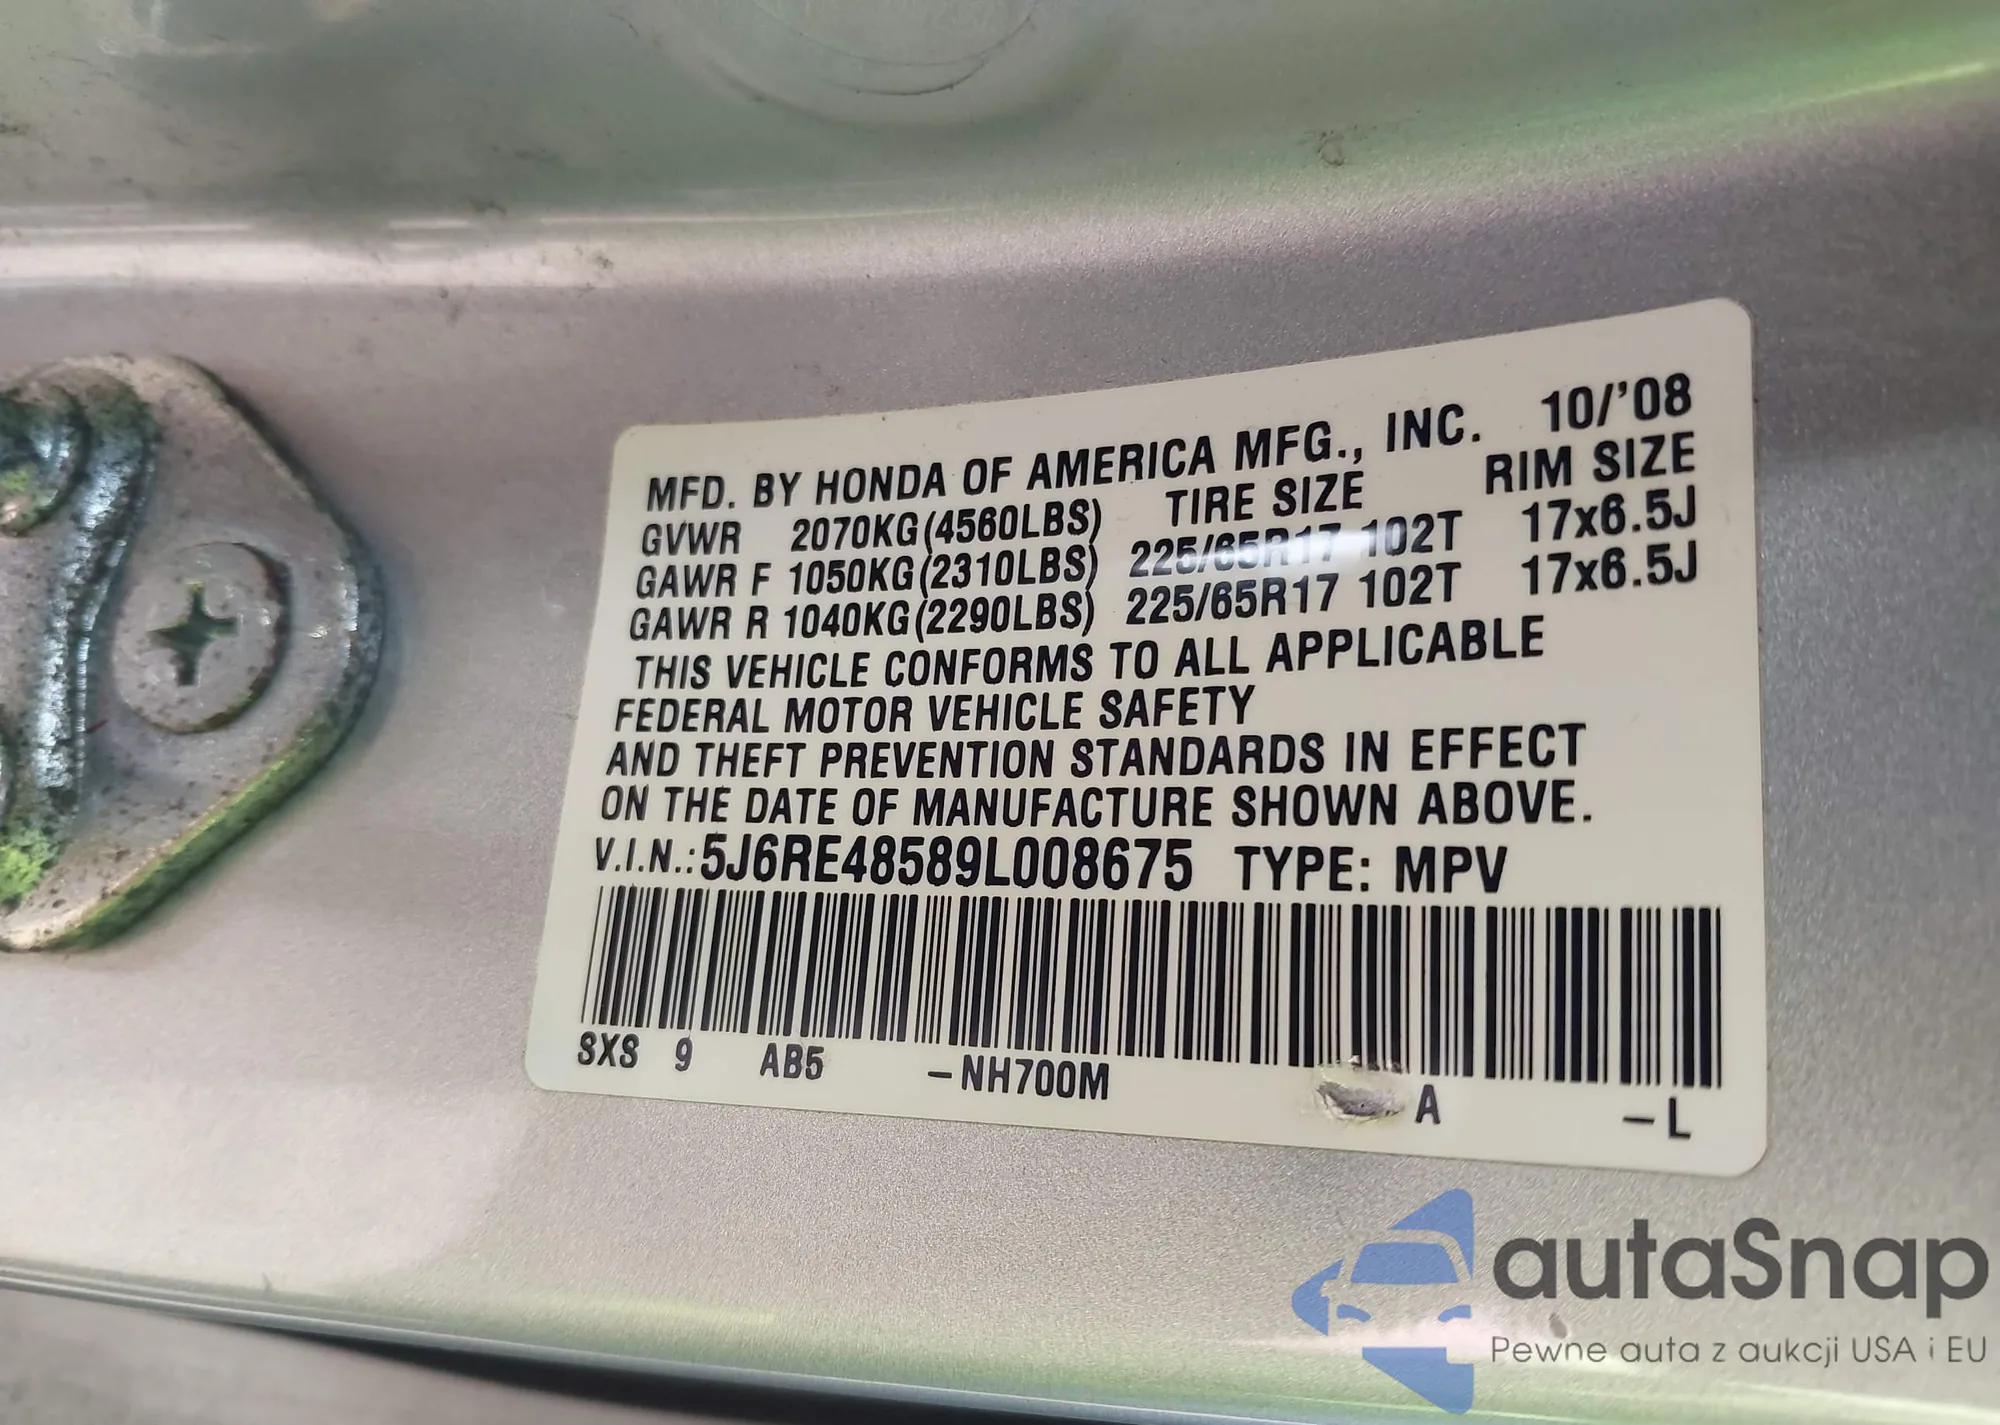 MFD. BY HONDA OF AMERICA MFG., INC. 10/'08
GVWR 2070KG(4560LBS) TIRE SIZE RIM SIZE
GAWR F 1050KG(2310LBS) 225/65R17 102T 17x6.5J
GAWR R 1040KG(2290LBS) 225/65R17 102T 17x6.5J
THIS VEHICLE CONFORMS TO ALL APPLICABLE
FEDERAL MOTOR VEHICLE SAFETY
AND THEFT PREVENTION STANDARDS IN EFFECT
ON THE DATE OF MANUFACTURE SHOWN ABOVE.
V.I.N.: 5J6RE48589L008675 TYPE: MPV
SXS 9 AB5 -NH700M A -L
autaSnap
Pewne auta z aukcji USA i EU